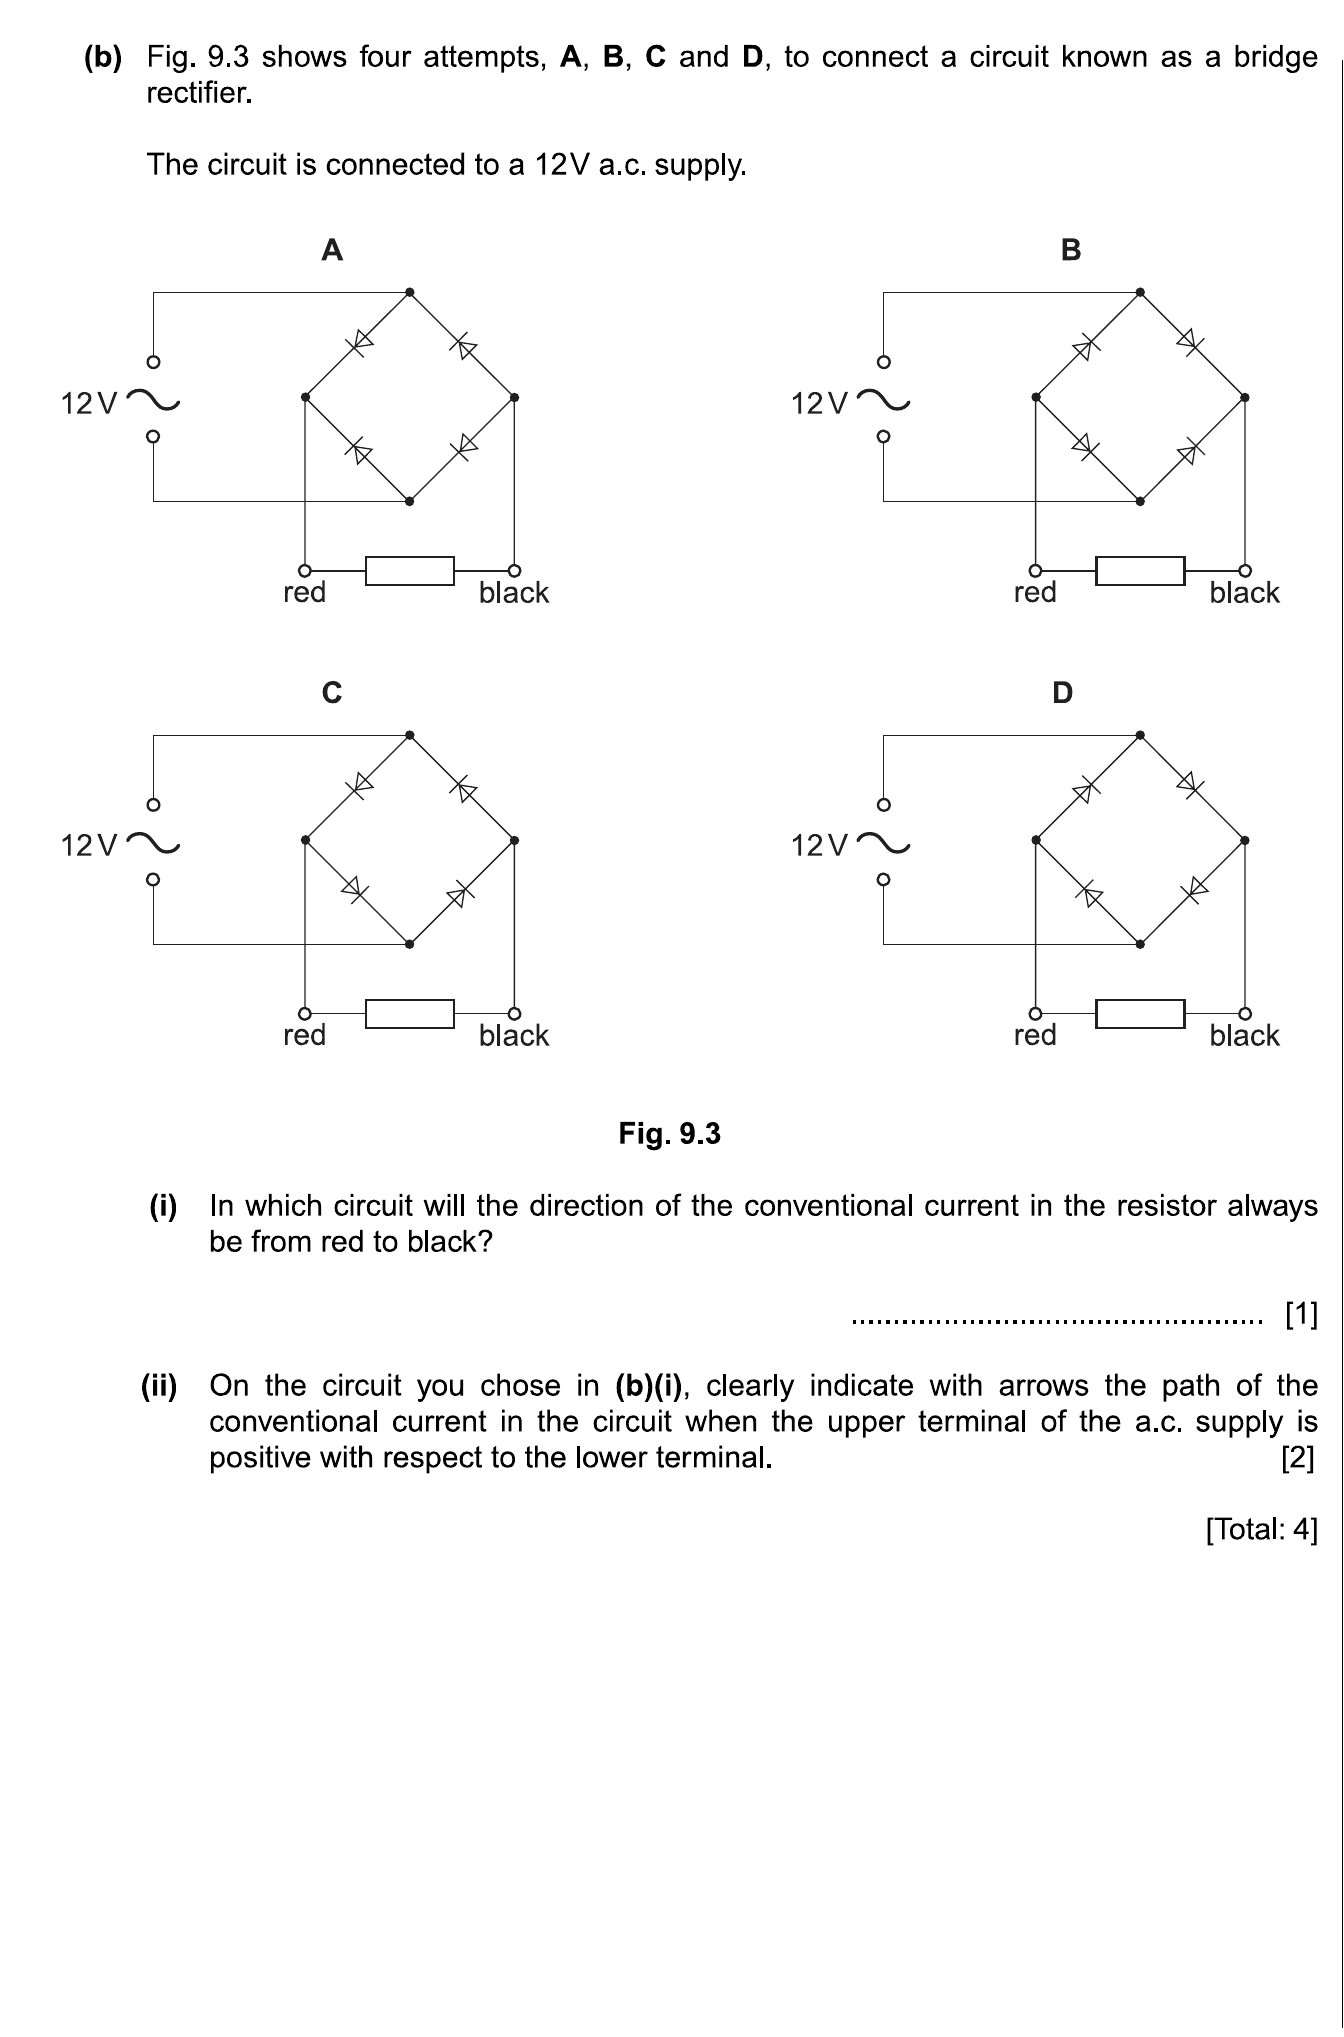 (b) Fig. 9.3 shows four attempts, A, B, C and D, to connect a circuit known as a bridge
rectifier.
The circuit is connected to a 12V a.c. supply.
A
B
12V
12V
red
black
red
black
C
D
12V
12V
red
black
red
black
Fig. 9.3
(i) In which circuit will the direction of the conventional current in the resistor always
be from red to black?
.................................................. [1]
(ii) On the circuit you chose in (b)(i), clearly indicate with arrows the path of the
conventional current in the circuit when the upper terminal of the a.c. supply is
positive with respect to the lower terminal. [2]
[Total: 4]